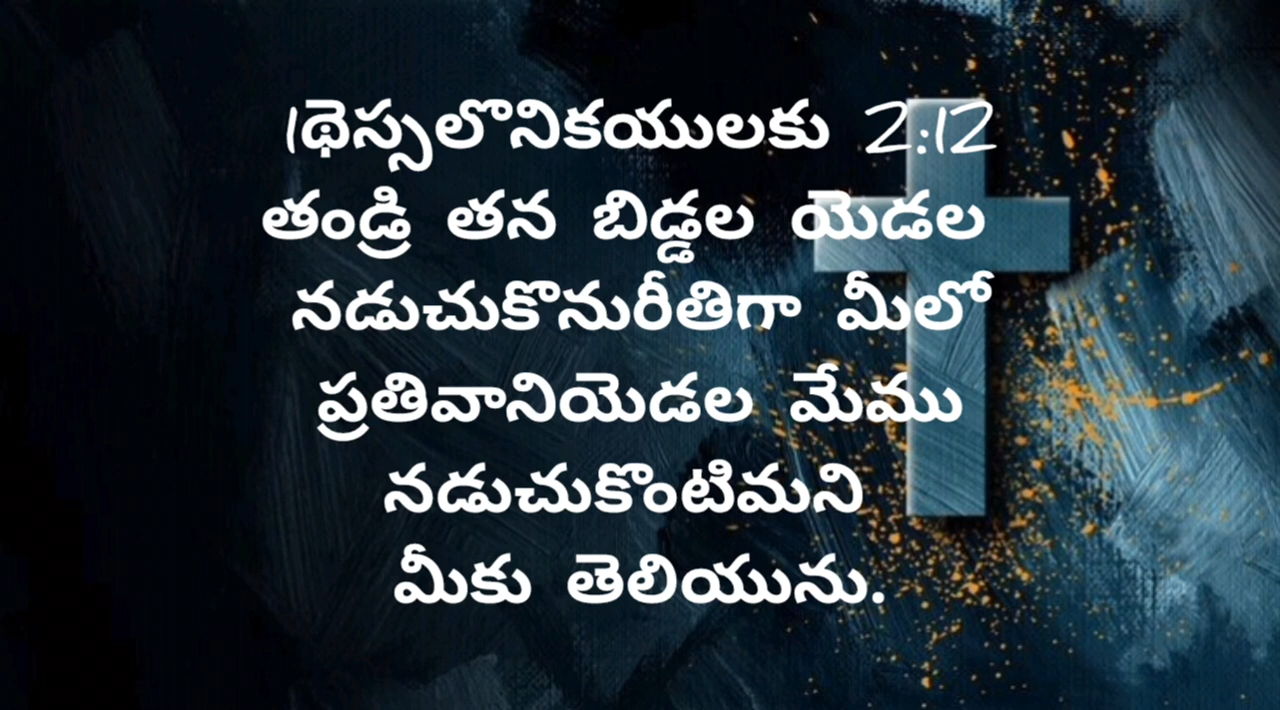 1థెస్సలొనికయులకు 2:12
తండ్రి తన బిడ్డల యెడల
నడుచుకొనురీతిగా మీలో
ప్రతివానియెడల మేము
నడుచుకొంటిమని
మీకు తెలియును.